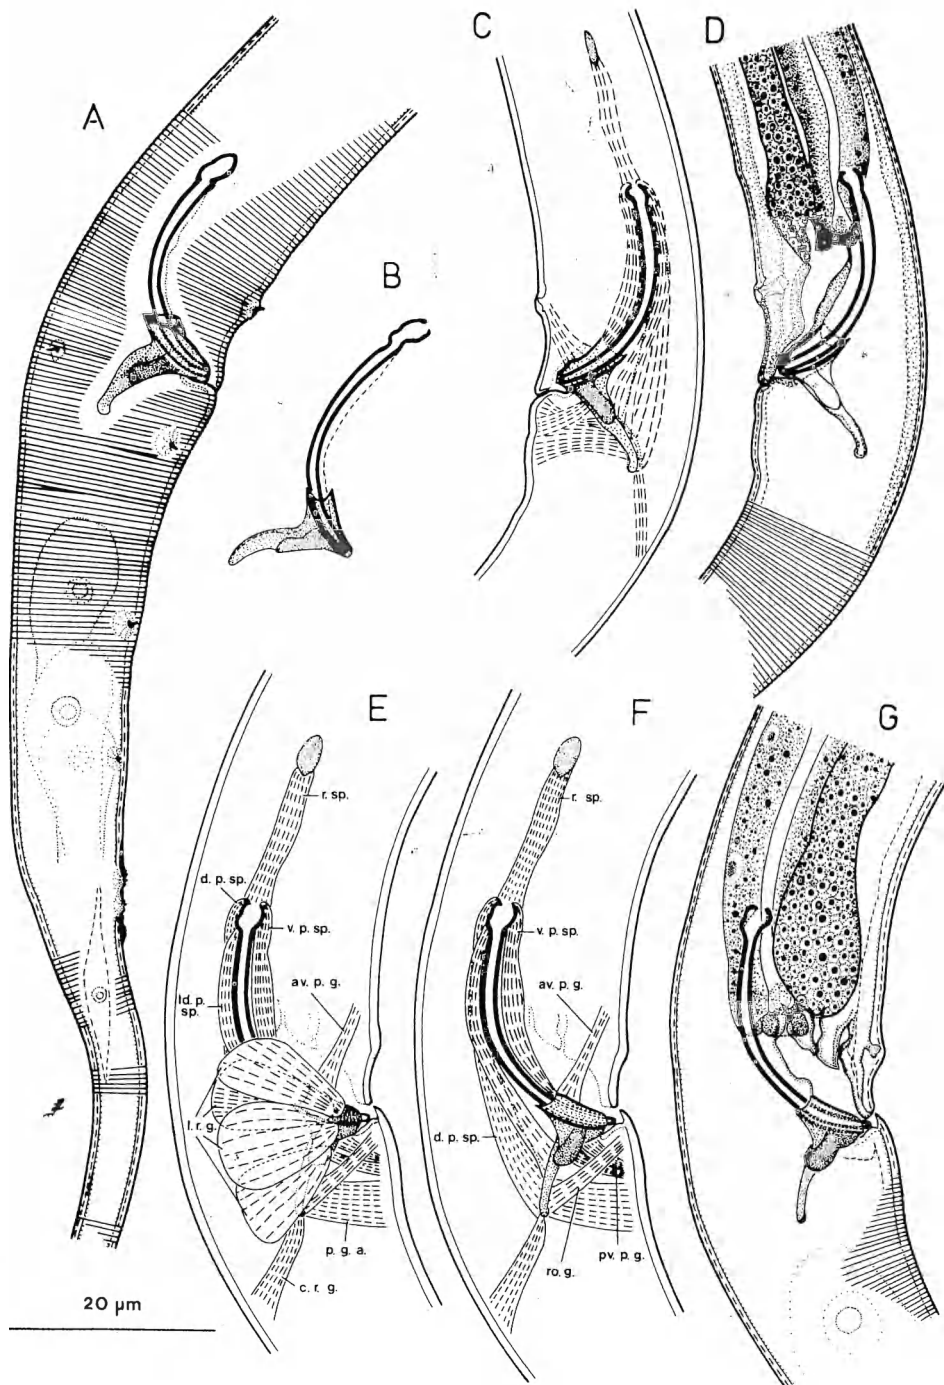 A
B
C
D
E
r. sp.
d. p. sp.
v. p. sp.
av. p. g.
ld. p.
sp.
l. r. g.
p. g. a.
c. r. g.
F
r. sp.
v. p. sp.
av. p. g.
d. p. sp.
pv. p. g.
ro. g.
G
20 µm